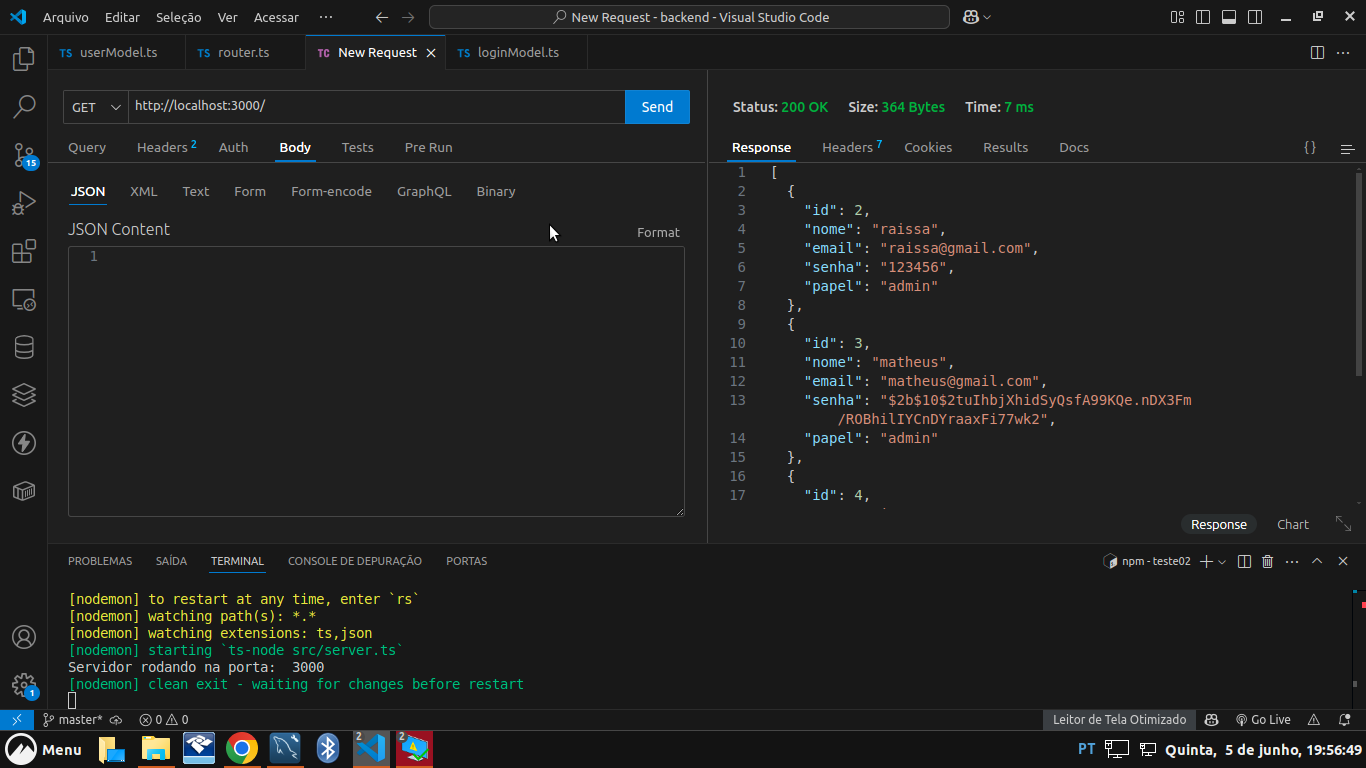 Arquivo Editar Seleção Ver Acessar ··· New Request - backend - Visual Studio Code
TS userModel.ts TS router.ts TC New Request TS loginModel.ts
GET http://localhost:3000/ Send
Status: 200 OK Size: 364 Bytes Time: 7 ms
Query Headers 2 Auth Body Tests Pre Run
Response Headers 7 Cookies Results Docs {}
JSON XML Text Form Form-encode GraphQL Binary
JSON Content Format
1
1 [
2 {
3 "id": 2,
4 "nome": "raissa",
5 "email": "raissa@gmail.com",
6 "senha": "123456",
7 "papel": "admin"
8 },
9 {
10 "id": 3,
11 "nome": "matheus",
12 "email": "matheus@gmail.com",
13 "senha": "$2b$10$2tuIhbjXhidSyQsfA99KQe.nDX3Fm
/ROBhilIYCnDYraaxFi77wk2",
14 "papel": "admin"
15 },
16 {
17 "id": 4,
Response Chart
15
1
PROBLEMAS SAÍDA TERMINAL CONSOLE DE DEPURAÇÃO PORTAS npm - teste02
[nodemon] to restart at any time, enter `rs`
[nodemon] watching path(s): *.*
[nodemon] watching extensions: ts,json
[nodemon] starting `ts-node src/server.ts`
Servidor rodando na porta:  3000
[nodemon] clean exit - waiting for changes before restart
master* 0 0 Leitor de Tela Otimizado Go Live
Menu 2 2 PT Quinta, 5 de junho, 19:56:49